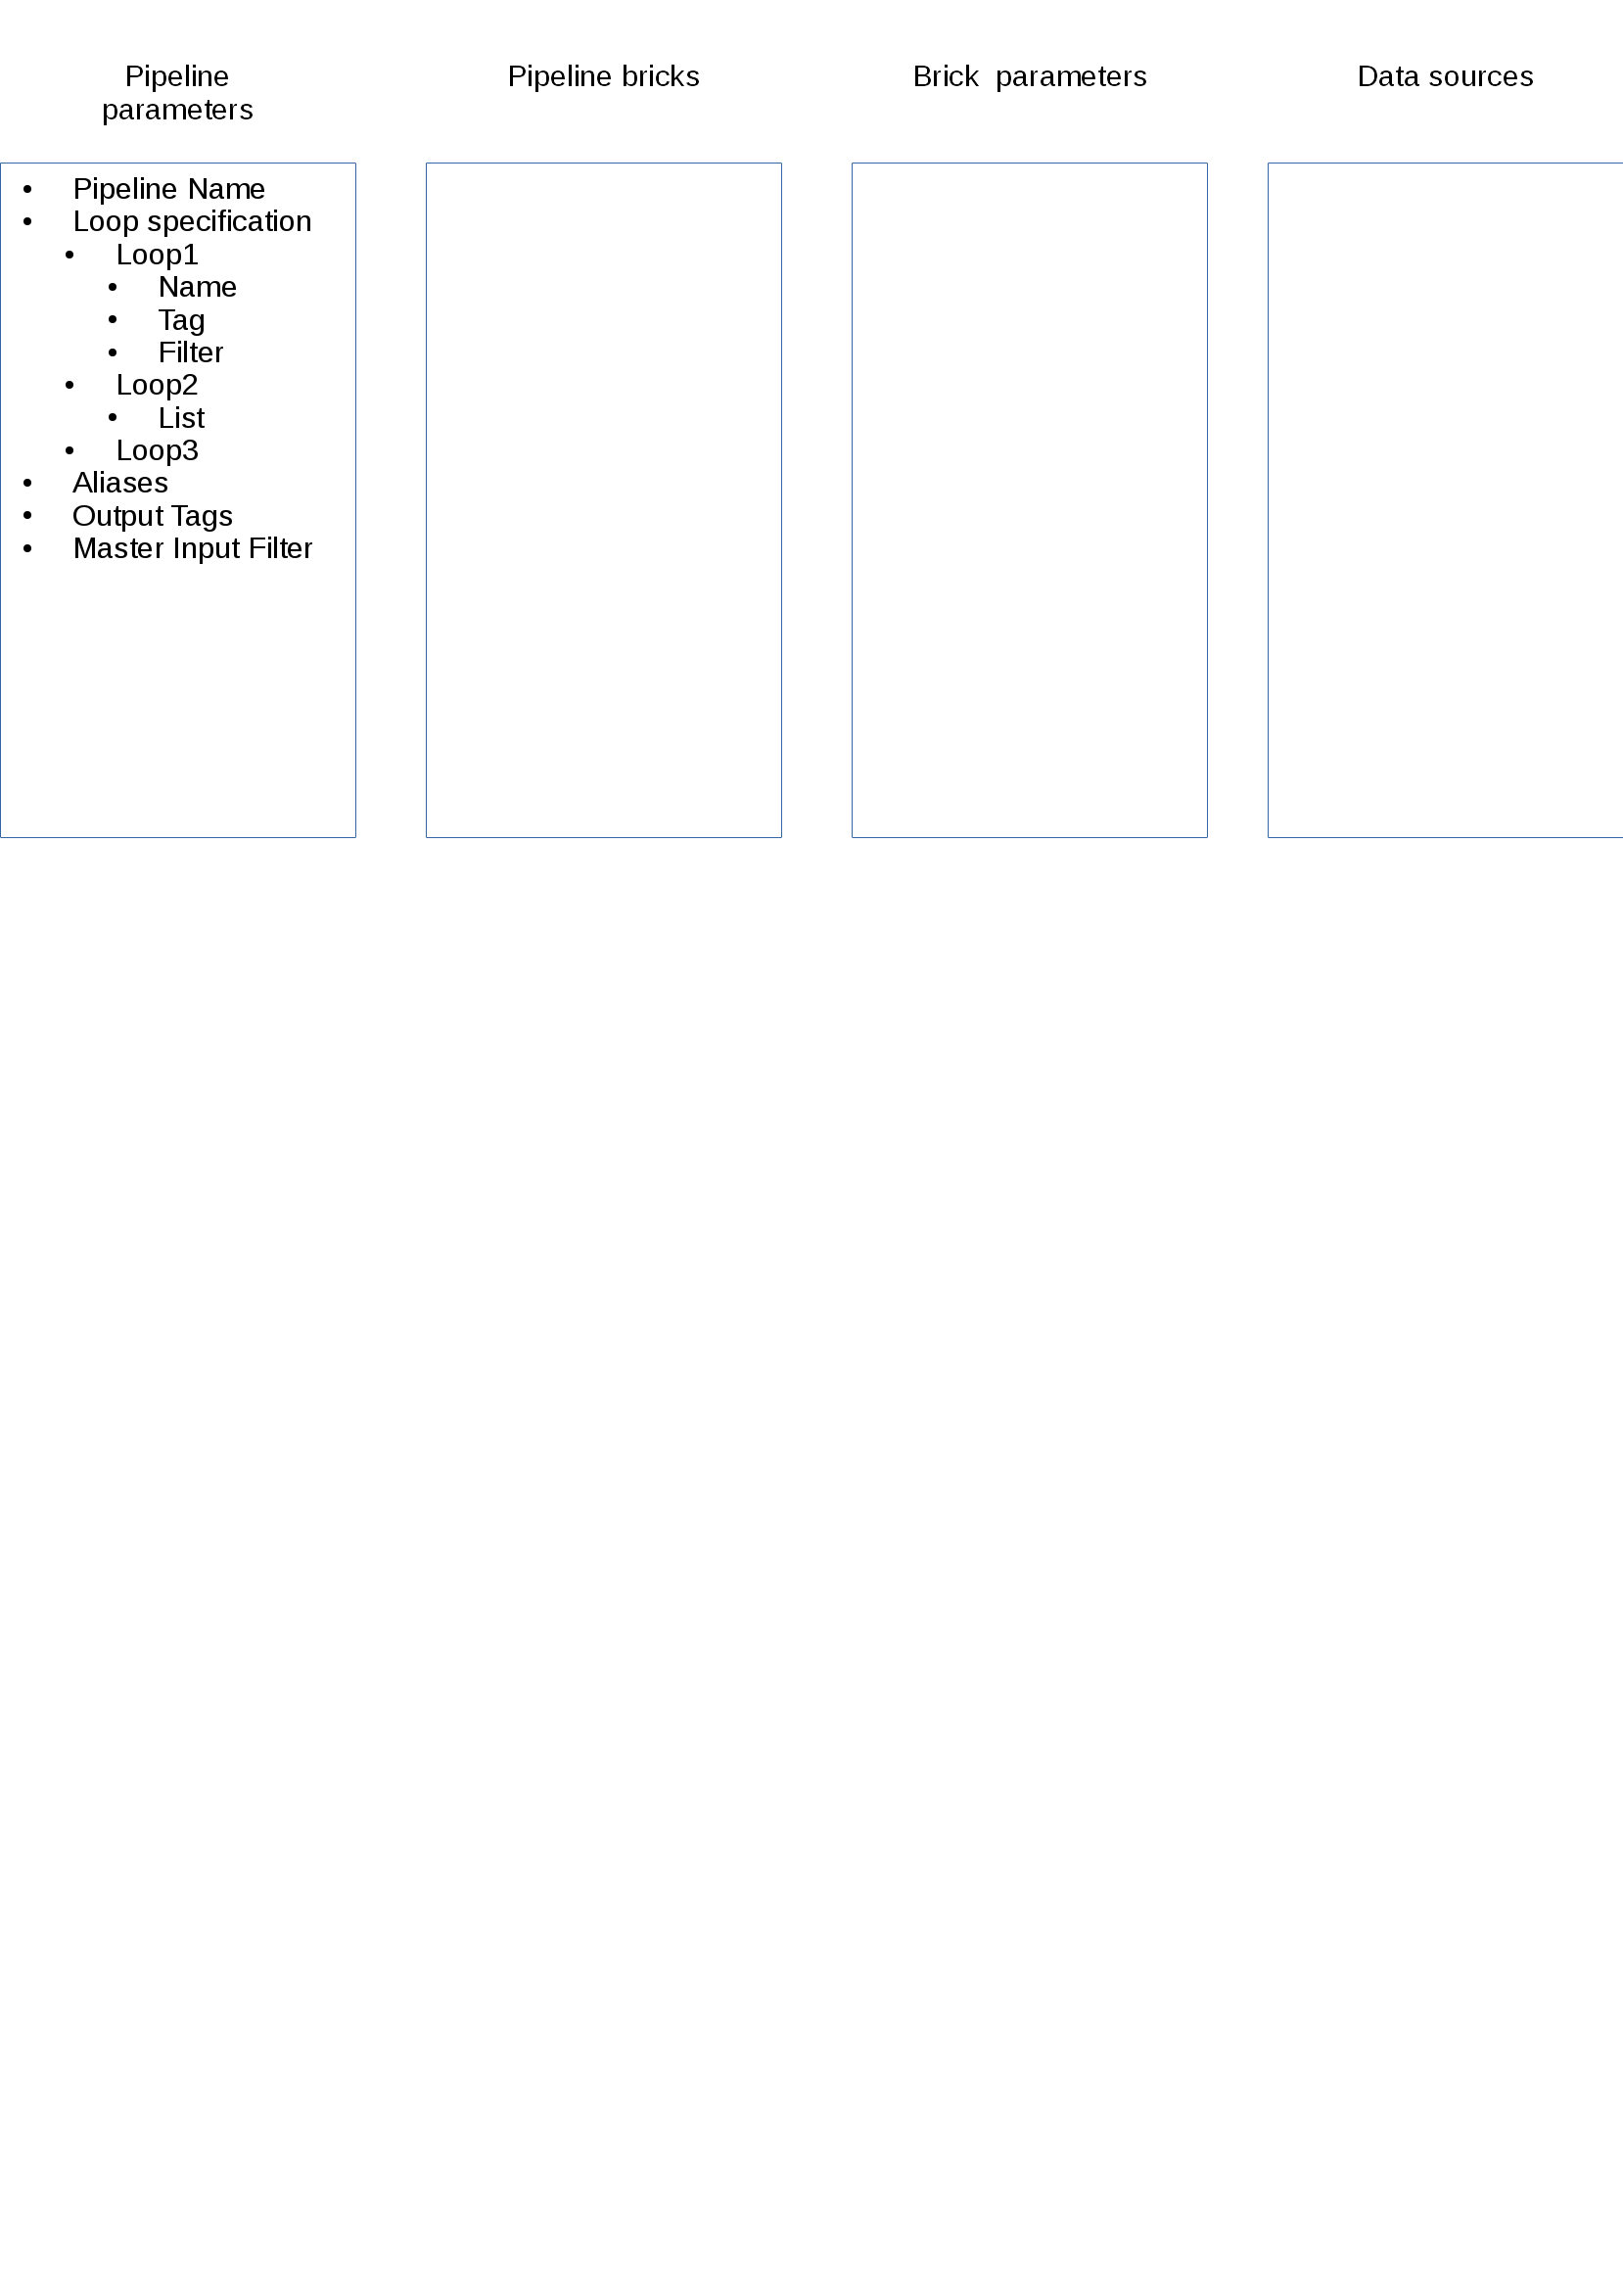 Pipeline
parameters
Pipeline bricks
Brick  parameters
Data sources
• Pipeline Name
• Loop specification
• Loop1
• Name
• Tag
• Filter
• Loop2
• List
• Loop3
• Aliases
• Output Tags
• Master Input Filter